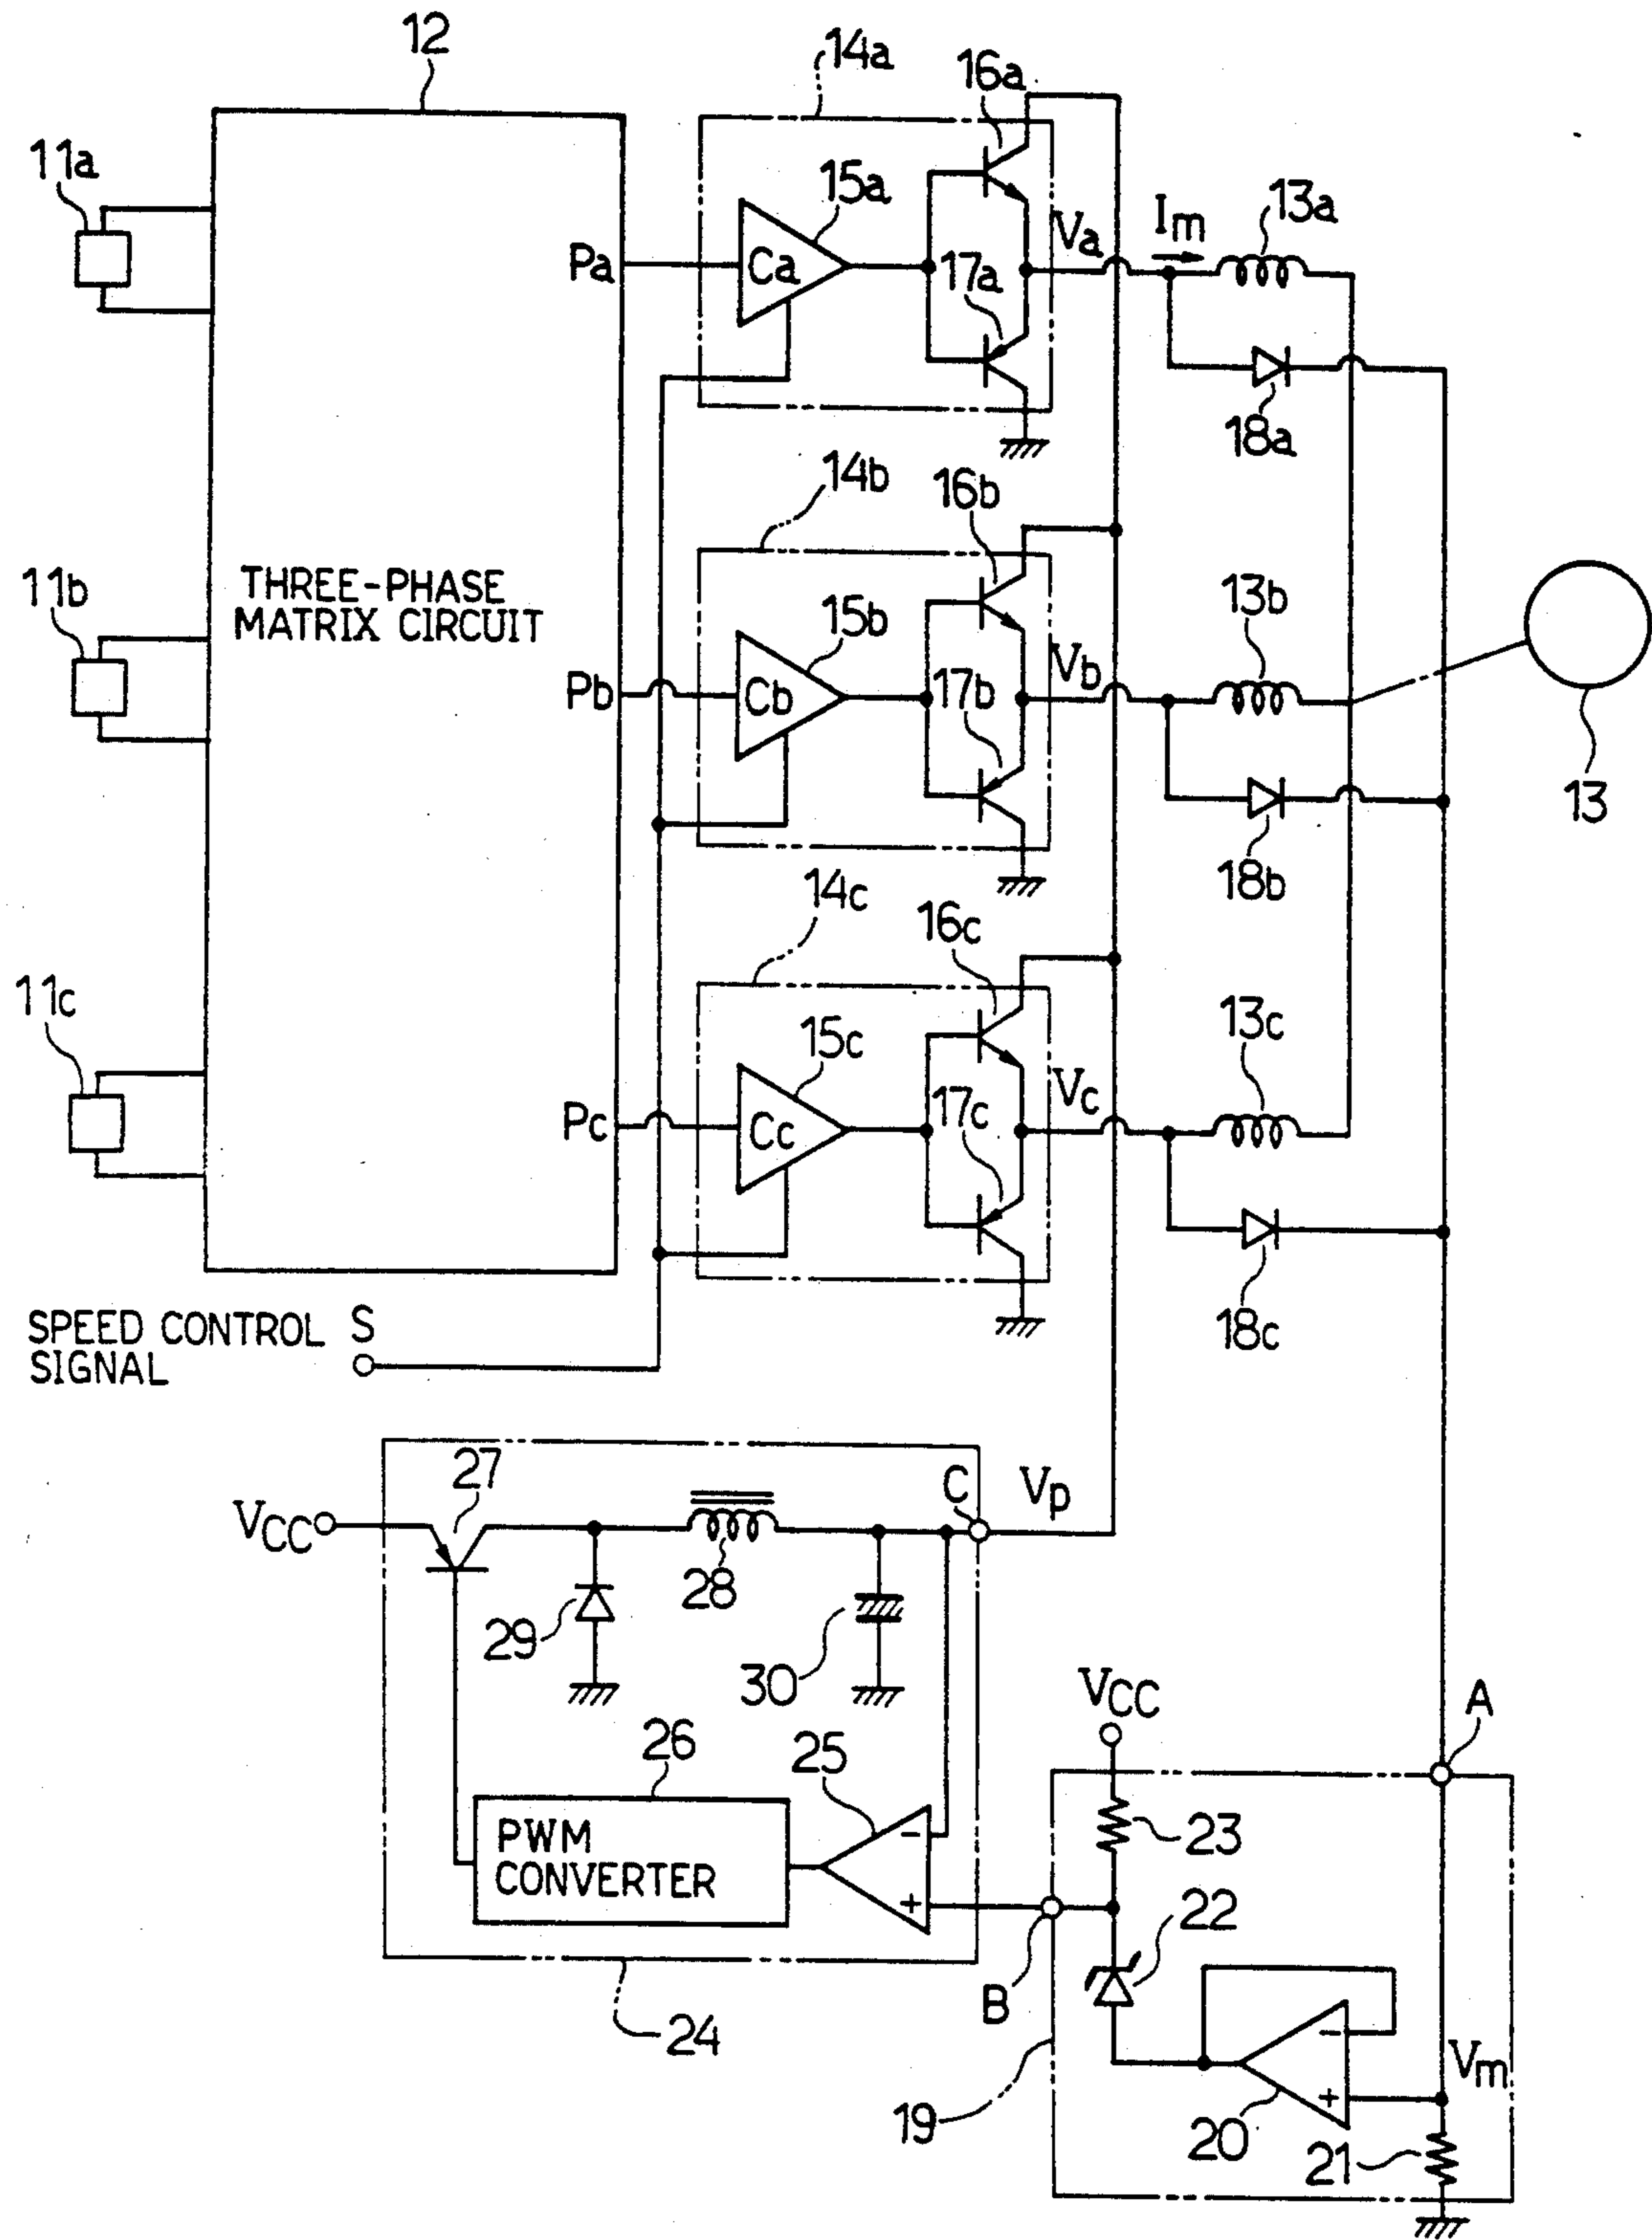 12
14a
16a
11a
15a
13a
Pa
Ca
17a
Va
Im
18a
14b
16b
11b
THREE-PHASE
MATRIX CIRCUIT
15b
13b
Pb
Cb
17b
Vb
13
18b
14c
16c
11c
15c
13c
Pc
Cc
17c
Vc
18c
SPEED CONTROL S
SIGNAL
27
C
Vp
VCC
28
29
30
VCC
A
26
25
PWM
CONVERTER
-
+
23
22
B
24
-
+
Vm
19
20
21